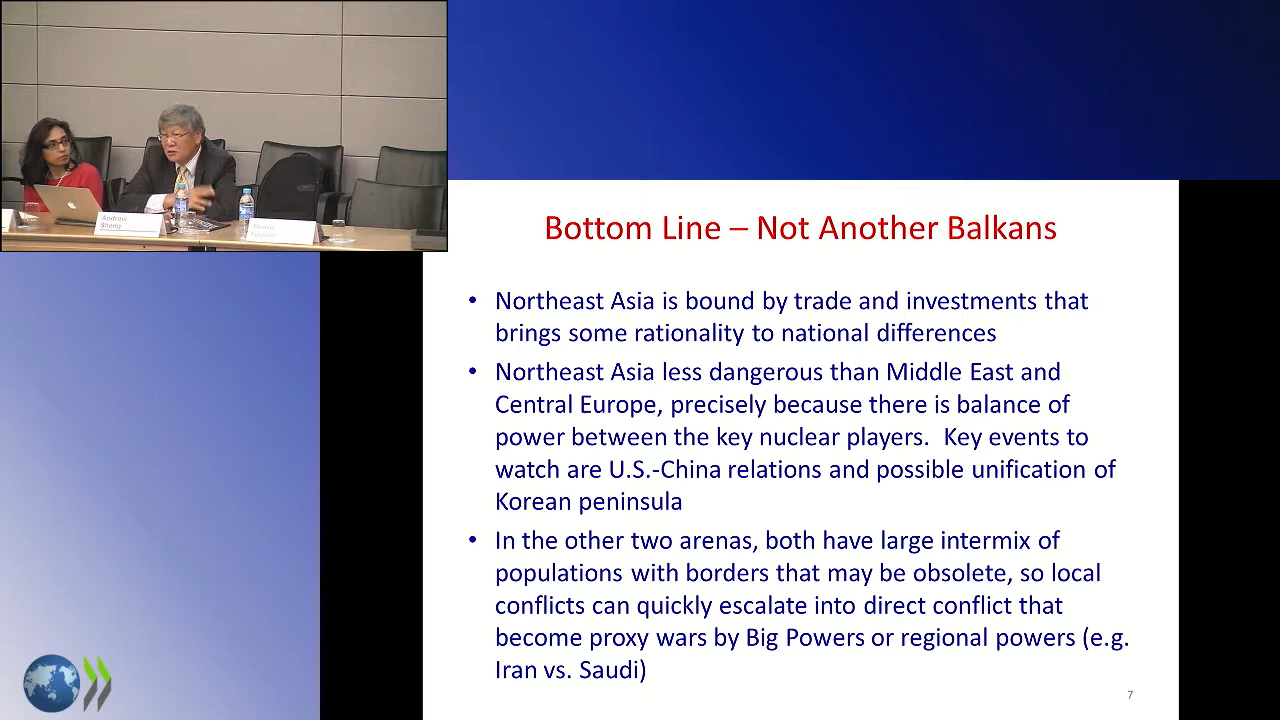 Andrew
Sheng
Bottom Line – Not Another Balkans
• Northeast Asia is bound by trade and investments that
brings some rationality to national differences
• Northeast Asia less dangerous than Middle East and
Central Europe, precisely because there is balance of
power between the key nuclear players.  Key events to
watch are U.S.-China relations and possible unification of
Korean peninsula
• In the other two arenas, both have large intermix of
populations with borders that may be obsolete, so local
conflicts can quickly escalate into direct conflict that
become proxy wars by Big Powers or regional powers (e.g.
Iran vs. Saudi)
7